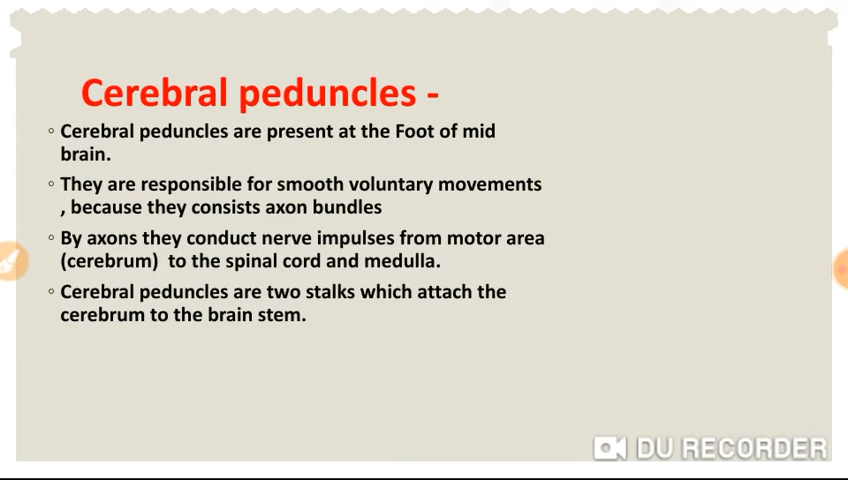 Cerebral peduncles -
◦ Cerebral peduncles are present at the Foot of mid
brain.
◦ They are responsible for smooth voluntary movements
, because they consists axon bundles
◦ By axons they conduct nerve impulses from motor area
(cerebrum)  to the spinal cord and medulla.
◦ Cerebral peduncles are two stalks which attach the
cerebrum to the brain stem.
DU RECORDER